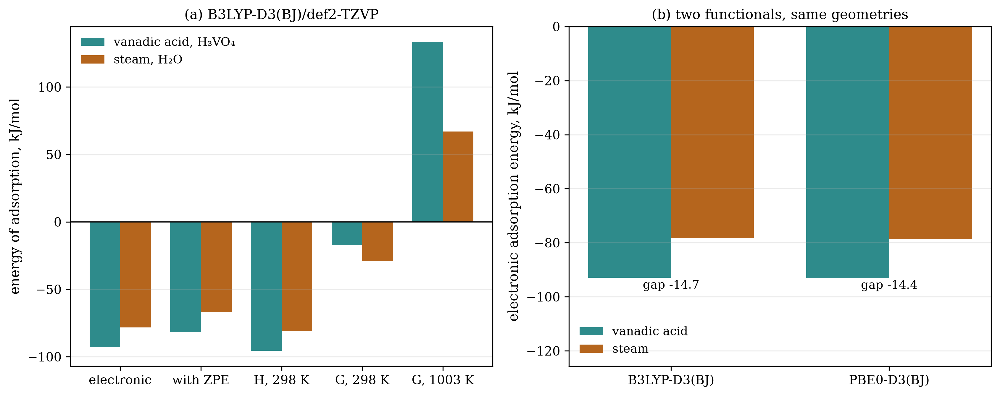 (a) B3LYP-D3(BJ)/def2-TZVP
energy of adsorption, kJ/mol
vanadic acid, H₃VO₄
steam, H₂O
100
50
0
−50
−100
electronic
with ZPE
H, 298 K
G, 298 K
G, 1003 K
(b) two functionals, same geometries
electronic adsorption energy, kJ/mol
0
−20
−40
−60
−80
−100
−120
gap -14.7
gap -14.4
vanadic acid
steam
B3LYP-D3(BJ)
PBE0-D3(BJ)